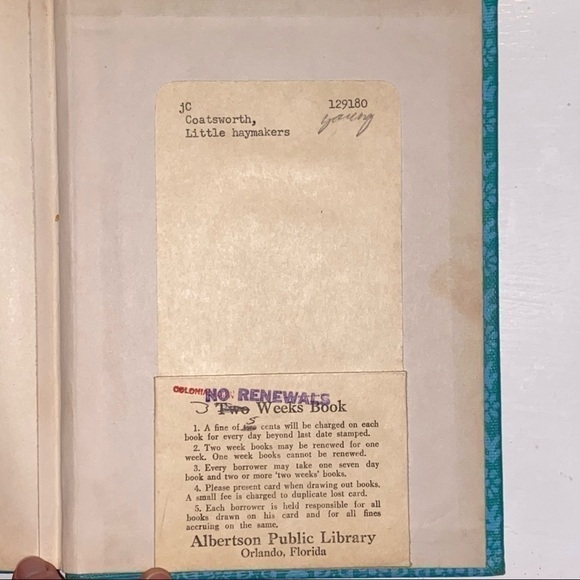 jC 129180
Coatsworth, young
Little haymakers
COLONIAL
NO RENEWALS
3 Two Weeks Book
1. A fine of 5 cents will be charged on each
book for every day beyond last date stamped.
2. Two week books may be renewed for one
week. One week books cannot be renewed.
3. Every borrower may take one seven day
book and two or more 'two weeks' books.
4. Please present card when drawing out books.
A small fee is charged to duplicate lost card.
5. Each borrower is held responsible for all
books drawn on his card and for all fines
accruing on the same.
Albertson Public Library
Orlando, Florida